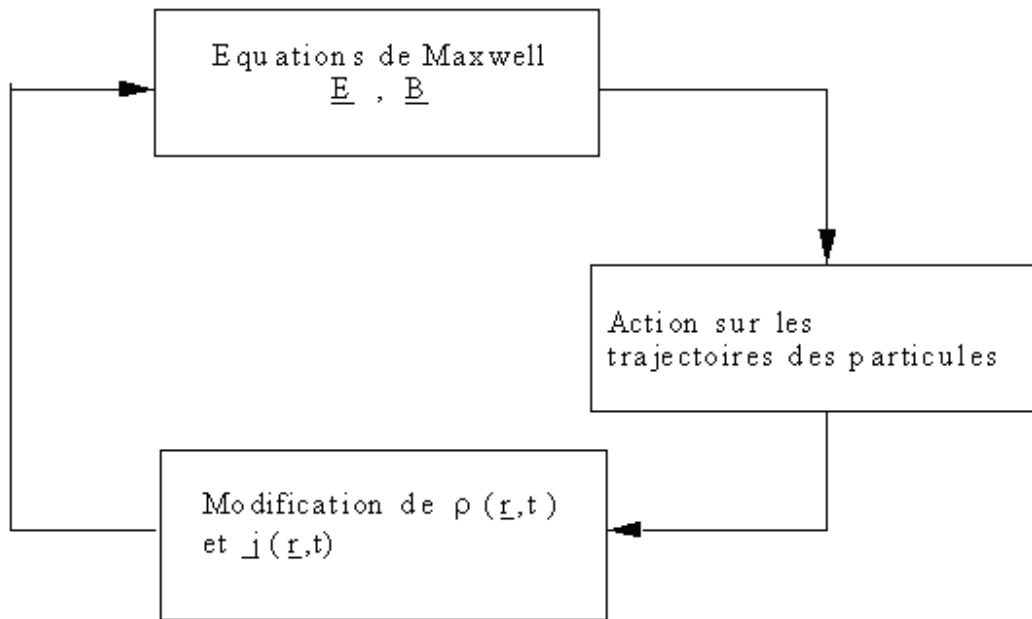 Equations de Maxwell
E , B
Action sur les
trajectoires des particules
Modification de ρ (r,t)
et j(r,t)